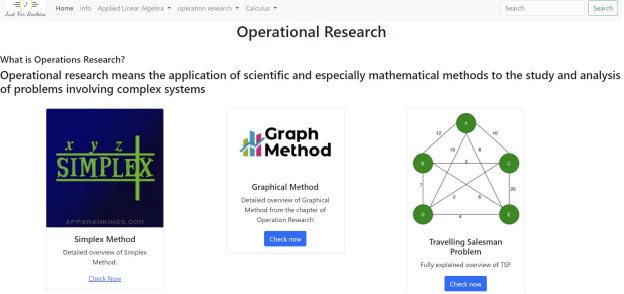 Just For Rookies
Home info Applied Linear Algebra operation research Calculus Search Search
Operational Research
What is Operations Research?
Operational research means the application of scientific and especially mathematical methods to the study and analysis
of problems involving complex systems
x y z
SIMPLEX
APPSRANKINGS.COM
Simplex Method
Detailed overview of Simplex
Method.
Check Now
Graph
Method
Graphical Method
Detailed overview of Graphical
Method from the chapter of
Operation Research
Check now
A
12 10
19 8
B 9 C
7 20
2 6
D 4 E
Travelling Salesman
Problem
Fully explained overview of TSP
Check now